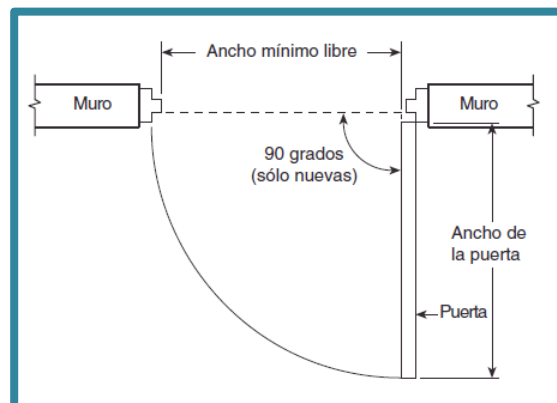 Ancho mínimo libre
Muro
Muro
90 grados
(sólo nuevas)
Ancho de
la puerta
Puerta